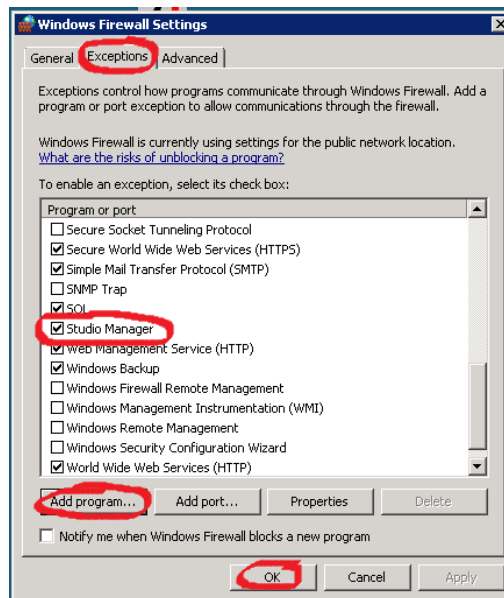 Windows Firewall Settings
General Exceptions Advanced
Exceptions control how programs communicate through Windows Firewall. Add a
program or port exception to allow communications through the firewall.
Windows Firewall is currently using settings for the public network location.
What are the risks of unblocking a program?
To enable an exception, select its check box:
Program or port
Secure Socket Tunneling Protocol
Secure World Wide Web Services (HTTPS)
Simple Mail Transfer Protocol (SMTP)
SNMP Trap
SQL
Studio Manager
Web Management Service (HTTP)
Windows Backup
Windows Firewall Remote Management
Windows Management Instrumentation (WMI)
Windows Remote Management
Windows Security Configuration Wizard
World Wide Web Services (HTTP)
Add program... Add port... Properties Delete
Notify me when Windows Firewall blocks a new program
OK Cancel Apply